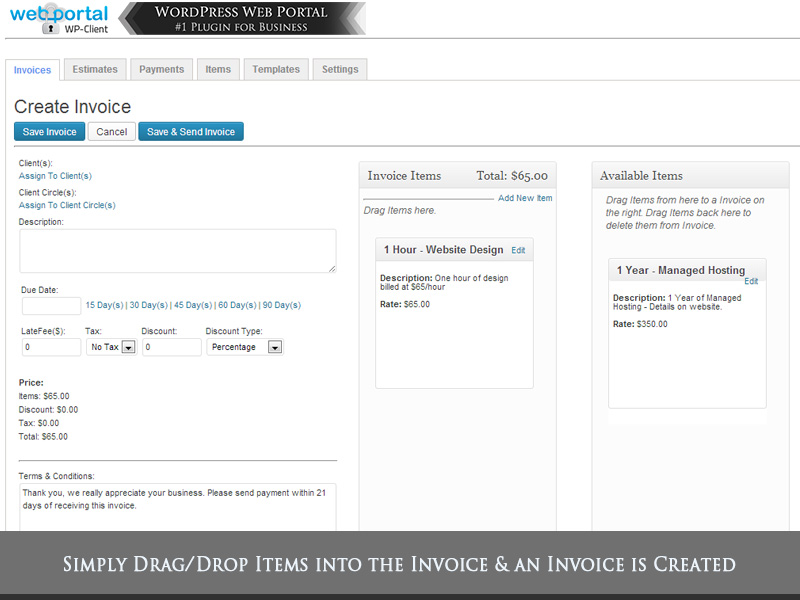 web portal
WP-Client
WordPress Web Portal
#1 Plugin for Business
Invoices
Estimates
Payments
Items
Templates
Settings
Create Invoice
Save Invoice
Cancel
Save & Send Invoice
Client(s):
Assign To Client(s)
Client Circle(s):
Assign To Client Circle(s)
Description:
Due Date:
15 Day(s) | 30 Day(s) | 45 Day(s) | 60 Day(s) | 90 Day(s)
LateFee($): Tax: Discount: Discount Type:
0 No Tax 0 Percentage
Price:
Items: $65.00
Discount: $0.00
Tax: $0.00
Total: $65.00
Terms & Conditions:
Thank you, we really appreciate your business. Please send payment within 21
days of receiving this invoice.
Invoice Items Total: $65.00
Add New Item
Drag Items here.
1 Hour - Website Design Edit
Description: One hour of design
billed at $65/hour
Rate: $65.00
Available Items
Drag Items from here to a Invoice on
the right. Drag Items back here to
delete them from Invoice.
1 Year - Managed Hosting
Edit
Description: 1 Year of Managed
Hosting - Details on website.
Rate: $350.00
Simply Drag/Drop Items into the Invoice & an Invoice is Created